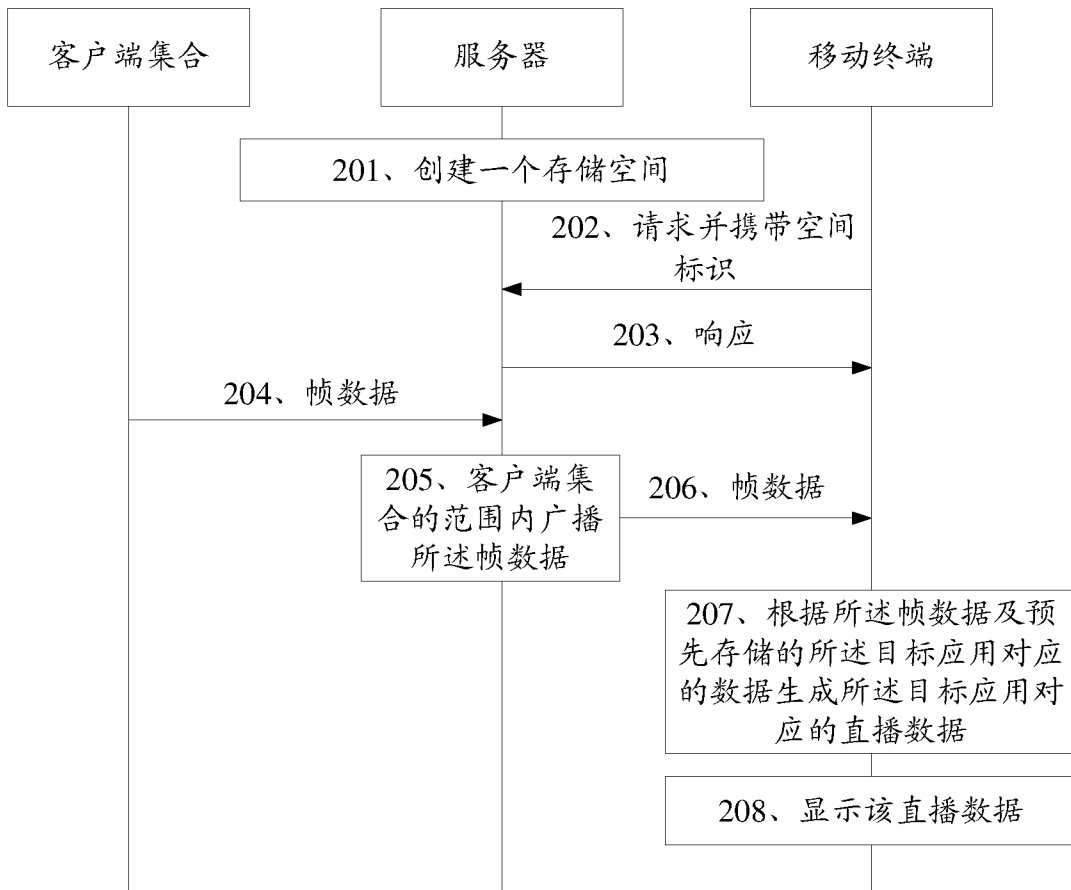 客户端集合
服务器
移动终端
201、创建一个存储空间
202、请求并携带空间
标识
203、响应
204、帧数据
205、客户端集
合的范围内广播
所述帧数据
206、帧数据
207、根据所述帧数据及预
先存储的所述目标应用对应
的数据生成所述目标应用对
应的直播数据
208、显示该直播数据